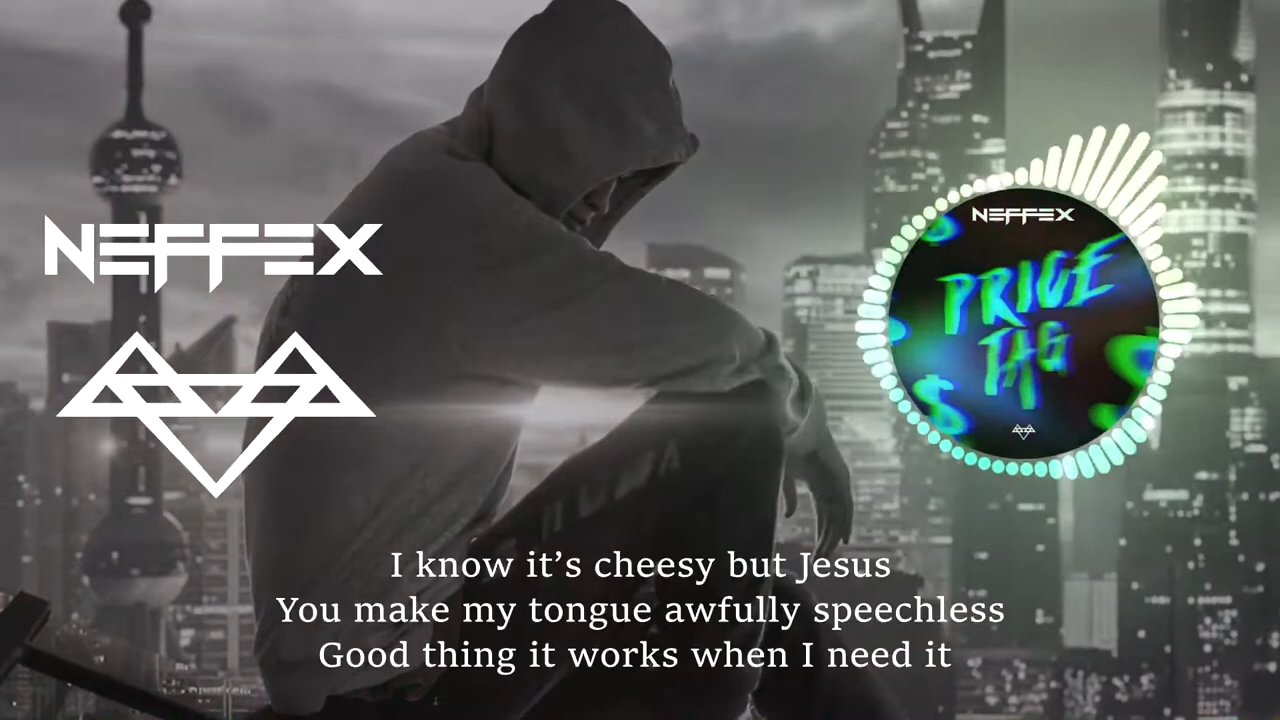 NEFFEX
NEFFEX
PRICE
TAG
I know it’s cheesy but Jesus
You make my tongue awfully speechless
Good thing it works when I need it